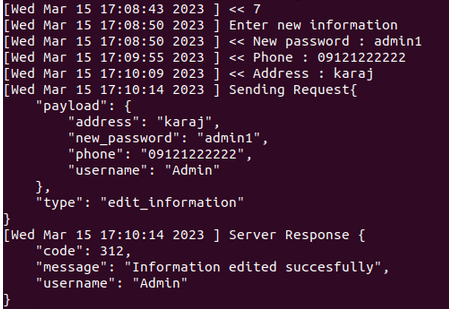 [Wed Mar 15 17:08:43 2023 ] << 7
[Wed Mar 15 17:08:50 2023 ] Enter new information
[Wed Mar 15 17:08:50 2023 ] << New password : admin1
[Wed Mar 15 17:09:55 2023 ] << Phone : 09121222222
[Wed Mar 15 17:10:09 2023 ] << Address : karaj
[Wed Mar 15 17:10:14 2023 ] Sending Request{
    "payload": {
        "address": "karaj",
        "new_password": "admin1",
        "phone": "09121222222",
        "username": "Admin"
    },
    "type": "edit_information"
}
[Wed Mar 15 17:10:14 2023 ] Server Response {
    "code": 312,
    "message": "Information edited succesfully",
    "username": "Admin"
}